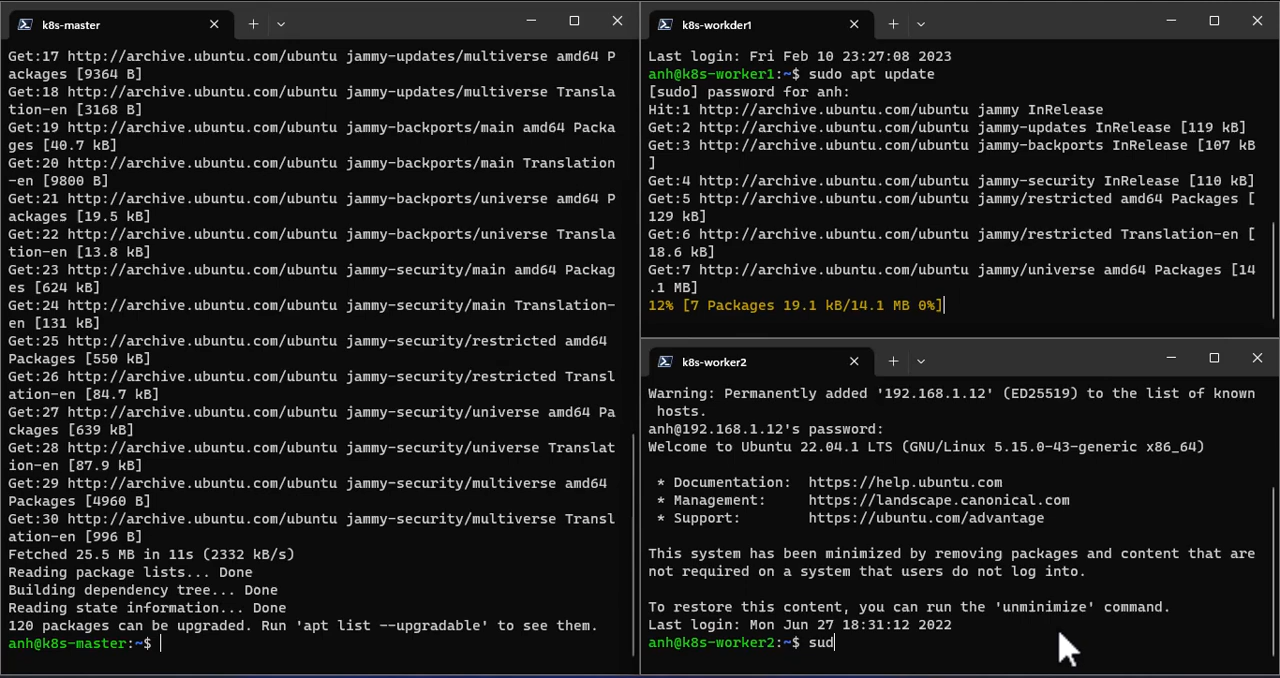 k8s-master
Get:17 http://archive.ubuntu.com/ubuntu jammy-updates/multiverse amd64 P
ackages [9364 B]
Get:18 http://archive.ubuntu.com/ubuntu jammy-updates/multiverse Transla
tion-en [3168 B]
Get:19 http://archive.ubuntu.com/ubuntu jammy-backports/main amd64 Packa
ges [40.7 kB]
Get:20 http://archive.ubuntu.com/ubuntu jammy-backports/main Translation
-en [9800 B]
Get:21 http://archive.ubuntu.com/ubuntu jammy-backports/universe amd64 P
ackages [19.5 kB]
Get:22 http://archive.ubuntu.com/ubuntu jammy-backports/universe Transla
tion-en [13.8 kB]
Get:23 http://archive.ubuntu.com/ubuntu jammy-security/main amd64 Packag
es [624 kB]
Get:24 http://archive.ubuntu.com/ubuntu jammy-security/main Translation-
en [131 kB]
Get:25 http://archive.ubuntu.com/ubuntu jammy-security/restricted amd64
Packages [550 kB]
Get:26 http://archive.ubuntu.com/ubuntu jammy-security/restricted Transl
ation-en [84.7 kB]
Get:27 http://archive.ubuntu.com/ubuntu jammy-security/universe amd64 Pa
ckages [639 kB]
Get:28 http://archive.ubuntu.com/ubuntu jammy-security/universe Translat
ion-en [87.9 kB]
Get:29 http://archive.ubuntu.com/ubuntu jammy-security/multiverse amd64
Packages [4960 B]
Get:30 http://archive.ubuntu.com/ubuntu jammy-security/multiverse Transl
ation-en [996 B]
Fetched 25.5 MB in 11s (2332 kB/s)
Reading package lists... Done
Building dependency tree... Done
Reading state information... Done
120 packages can be upgraded. Run 'apt list --upgradable' to see them.
anh@k8s-master:~$
k8s-workder1
Last login: Fri Feb 10 23:27:08 2023
anh@k8s-worker1:~$ sudo apt update
[sudo] password for anh:
Hit:1 http://archive.ubuntu.com/ubuntu jammy InRelease
Get:2 http://archive.ubuntu.com/ubuntu jammy-updates InRelease [119 kB]
Get:3 http://archive.ubuntu.com/ubuntu jammy-backports InRelease [107 kB
]
Get:4 http://archive.ubuntu.com/ubuntu jammy-security InRelease [110 kB]
Get:5 http://archive.ubuntu.com/ubuntu jammy/restricted amd64 Packages [
129 kB]
Get:6 http://archive.ubuntu.com/ubuntu jammy/restricted Translation-en [
18.6 kB]
Get:7 http://archive.ubuntu.com/ubuntu jammy/universe amd64 Packages [14
.1 MB]
12% [7 Packages 19.1 kB/14.1 MB 0%]
k8s-worker2
Warning: Permanently added '192.168.1.12' (ED25519) to the list of known
hosts.
anh@192.168.1.12's password:
Welcome to Ubuntu 22.04.1 LTS (GNU/Linux 5.15.0-43-generic x86_64)
* Documentation: https://help.ubuntu.com
* Management: https://landscape.canonical.com
* Support: https://ubuntu.com/advantage
This system has been minimized by removing packages and content that are
not required on a system that users do not log into.
To restore this content, you can run the 'unminimize' command.
Last login: Mon Jun 27 18:31:12 2022
anh@k8s-worker2:~$ sud